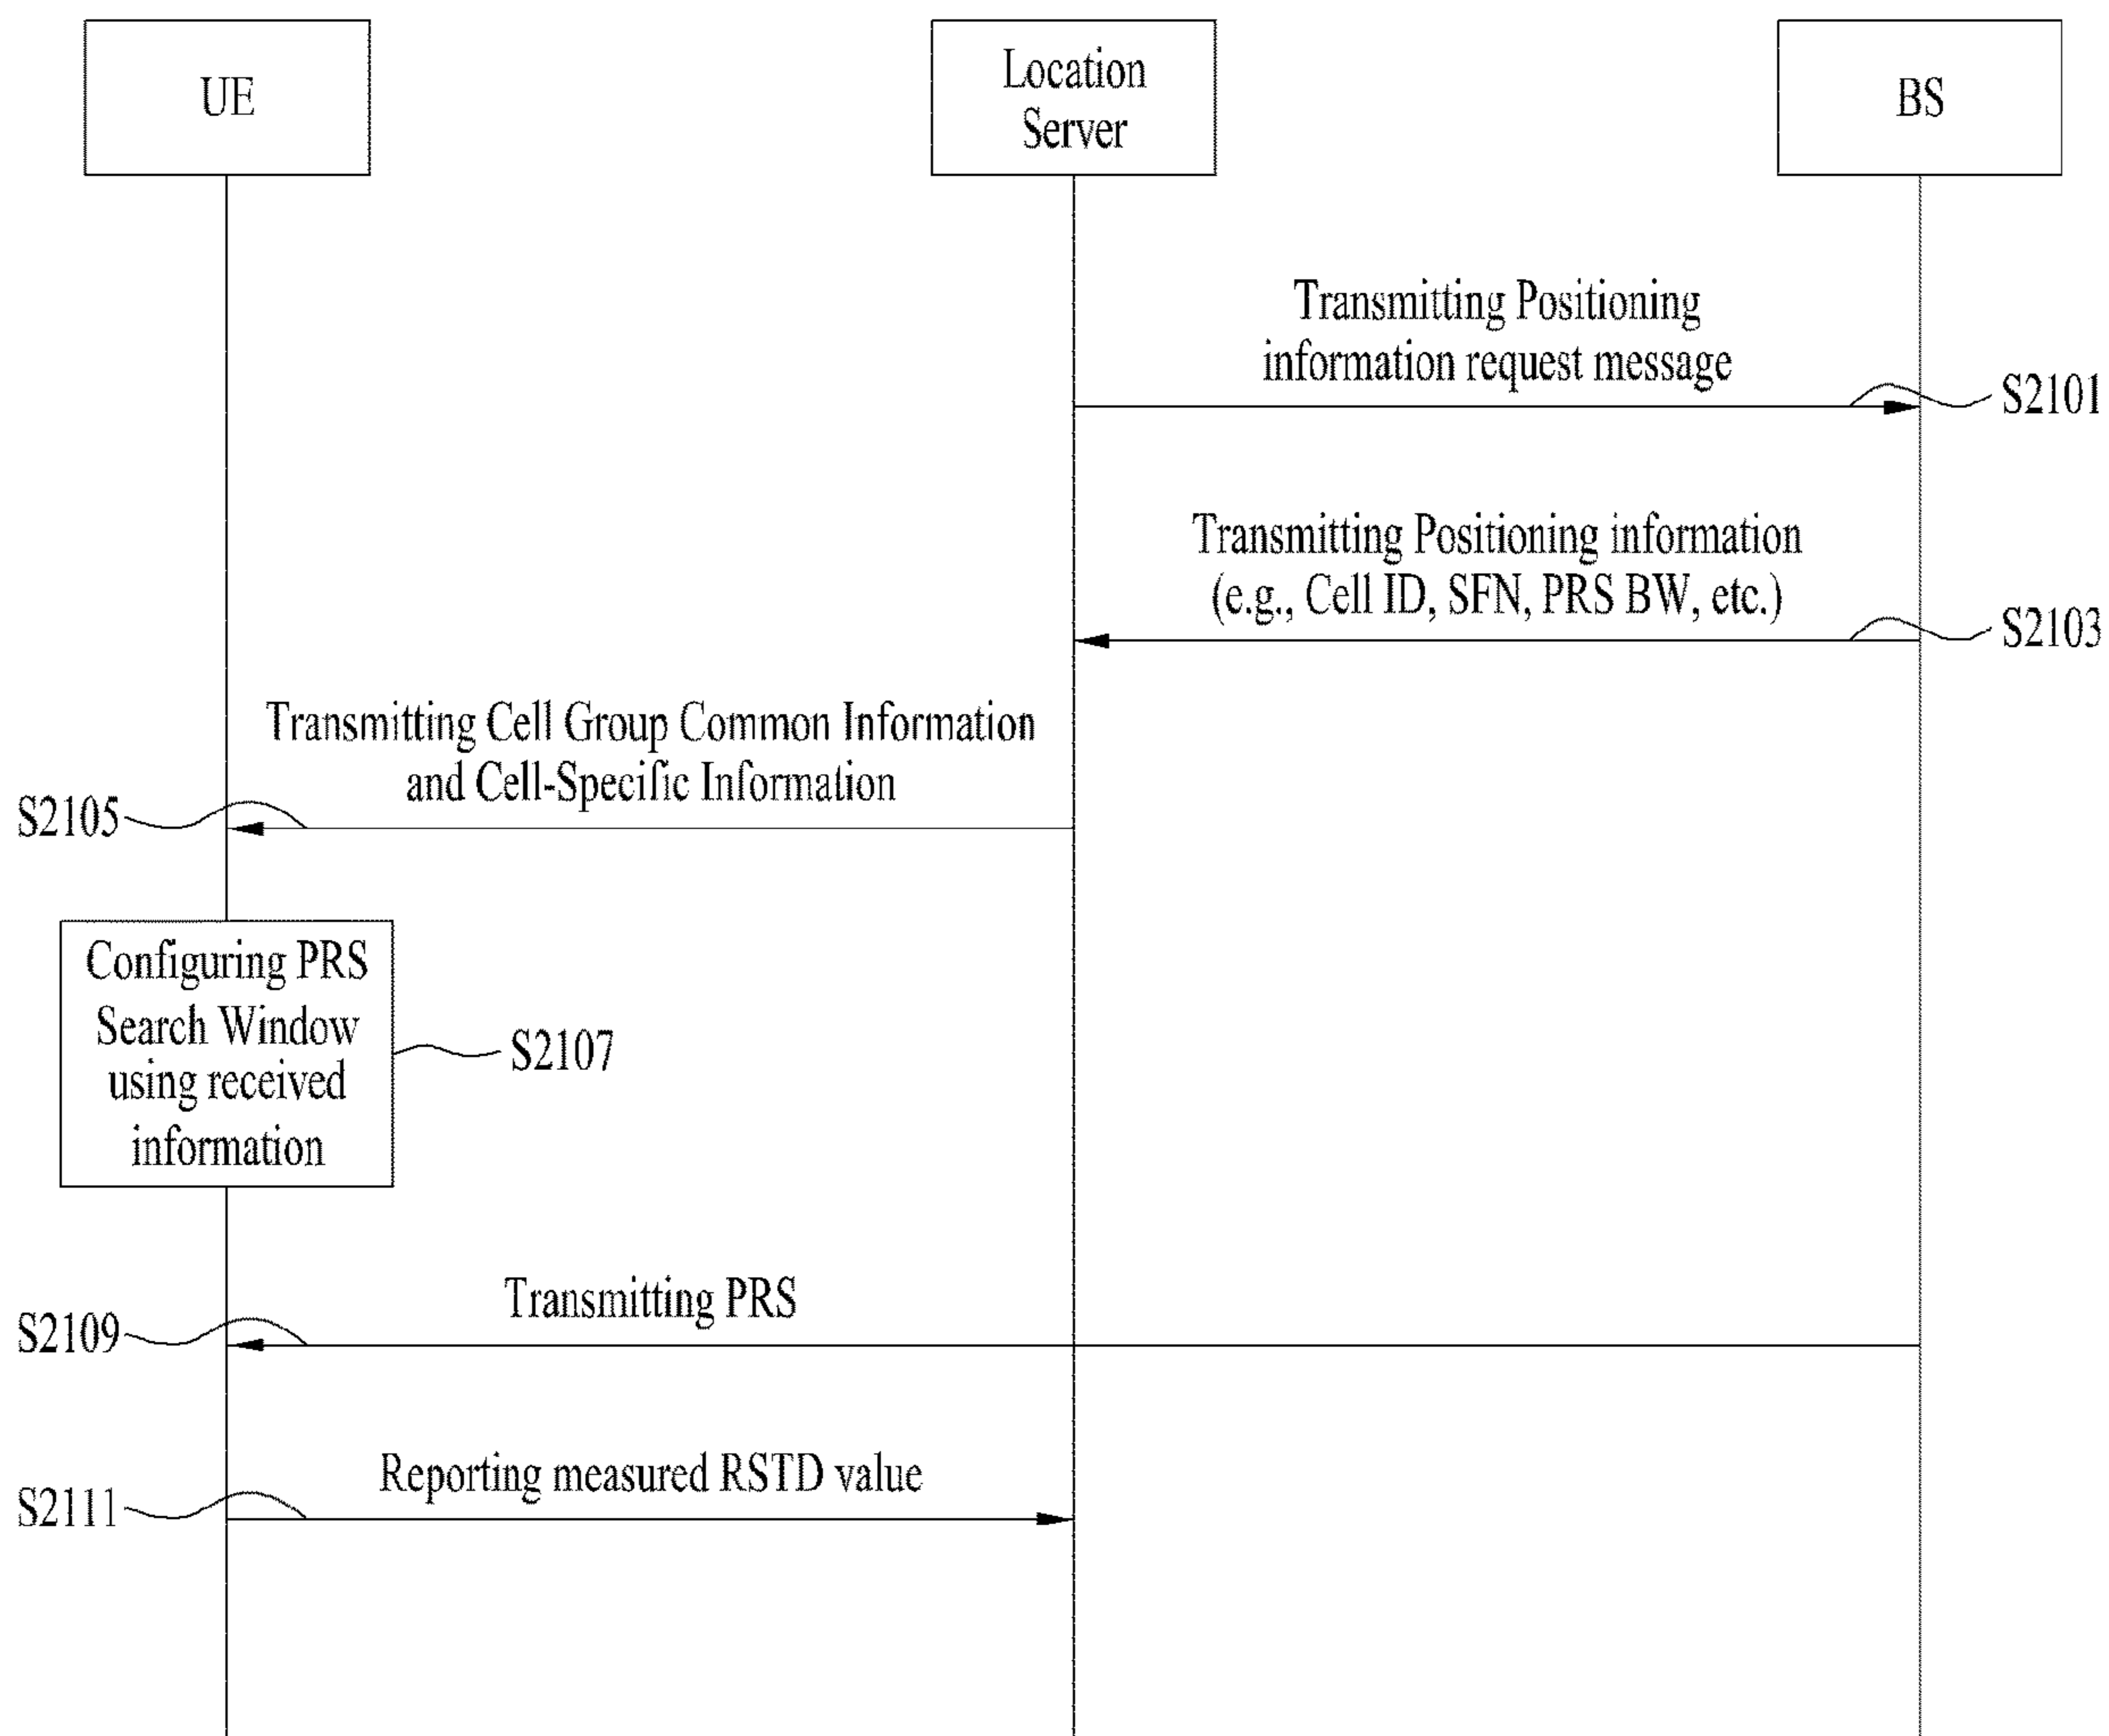 UE
Location
Server
BS
Transmitting Positioning
information request message
S2101
Transmitting Positioning information
(e.g., Cell ID, SFN, PRS BW, etc.)
S2103
Transmitting Cell Group Common Information
and Cell-Specific Information
S2105
Configuring PRS
Search Window
using received
information
S2107
Transmitting PRS
S2109
Reporting measured RSTD value
S2111